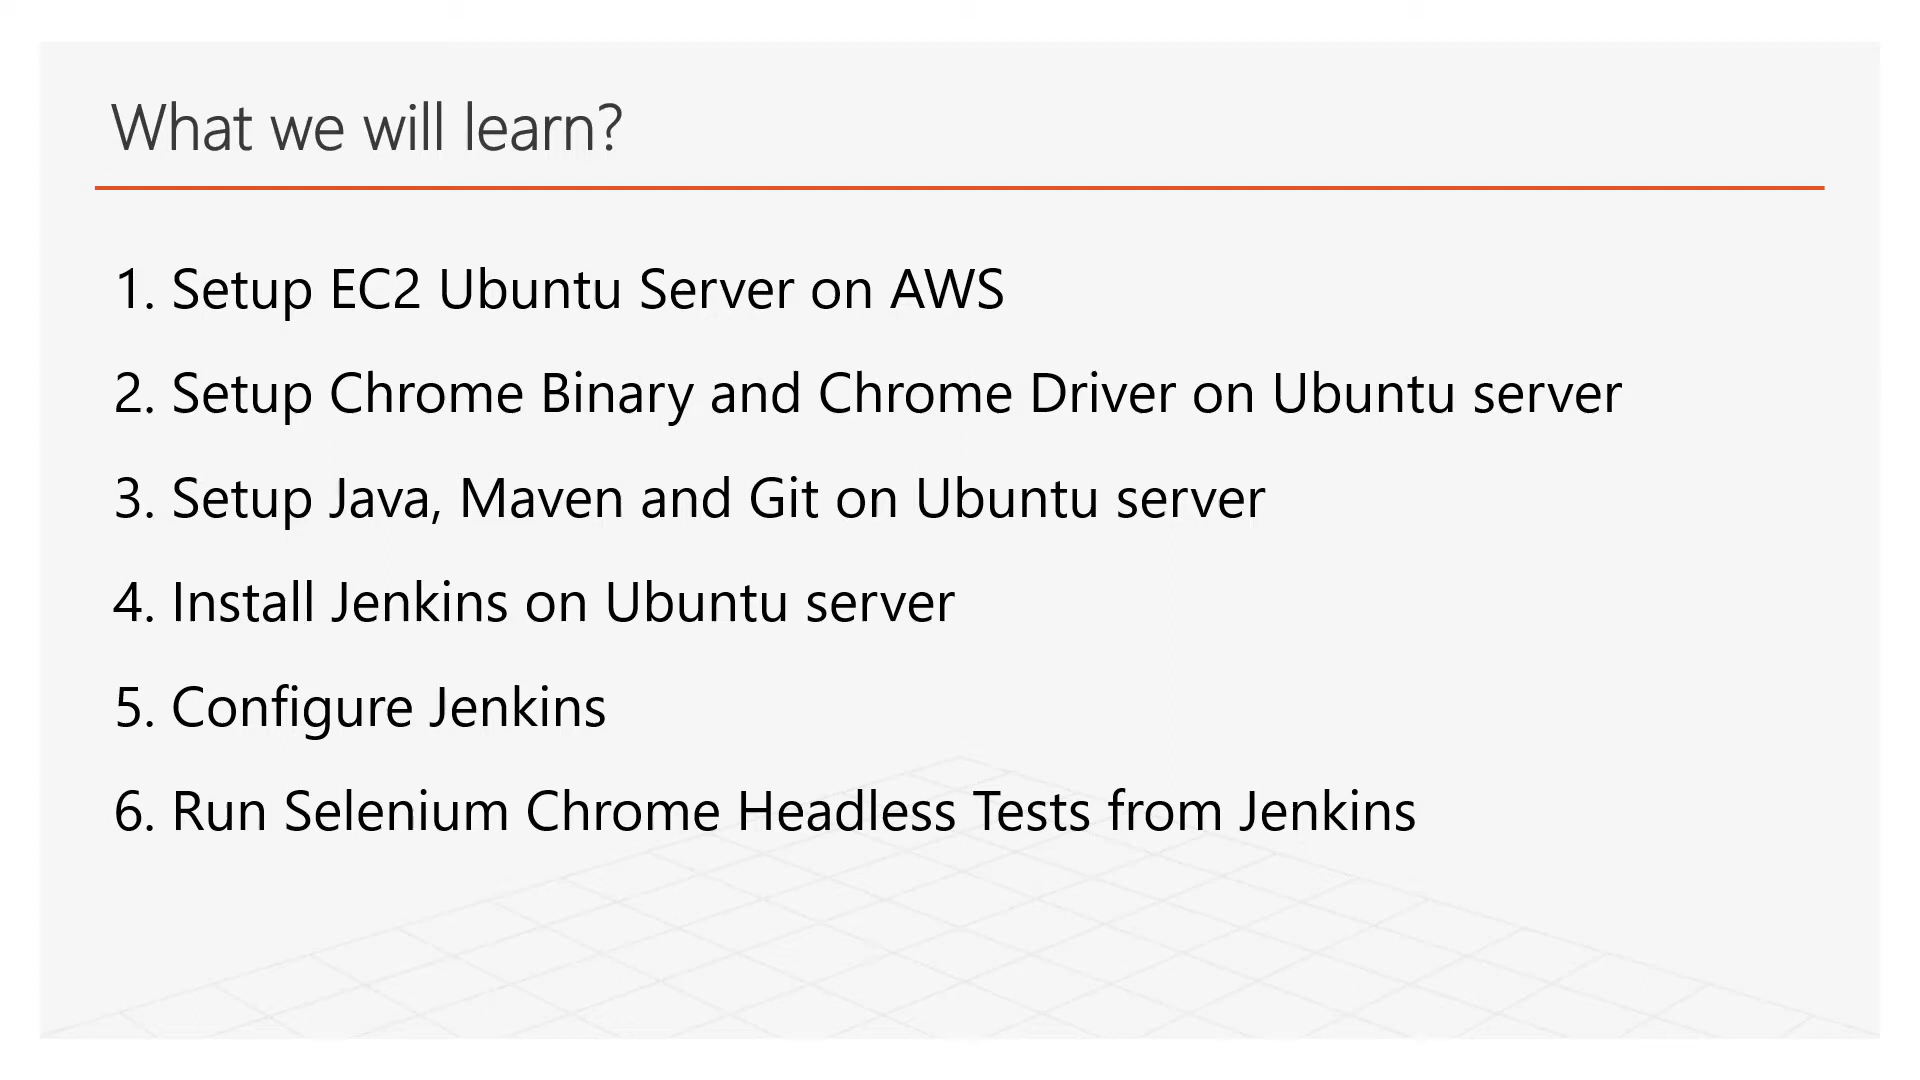 What we will learn?
1. Setup EC2 Ubuntu Server on AWS
2. Setup Chrome Binary and Chrome Driver on Ubuntu server
3. Setup Java, Maven and Git on Ubuntu server
4. Install Jenkins on Ubuntu server
5. Configure Jenkins
6. Run Selenium Chrome Headless Tests from Jenkins